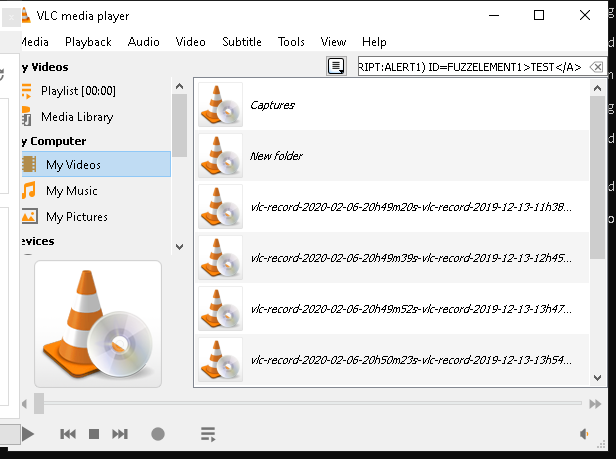 VLC media player
Media Playback Audio Video Subtitle Tools View Help
y Videos
RIPT:ALERT1) ID=FUZZELEMENT1>TEST</A>
Playlist [00:00]
Media Library
y Computer
My Videos
My Music
My Pictures
evices
Captures
New folder
vlc-record-2020-02-06-20h49m20s-vlc-record-2019-12-13-11h38...
vlc-record-2020-02-06-20h49m39s-vlc-record-2019-12-13-12h45...
vlc-record-2020-02-06-20h49m52s-vlc-record-2019-12-13-13h47...
vlc-record-2020-02-06-20h50m23s-vlc-record-2019-12-13-13h54...